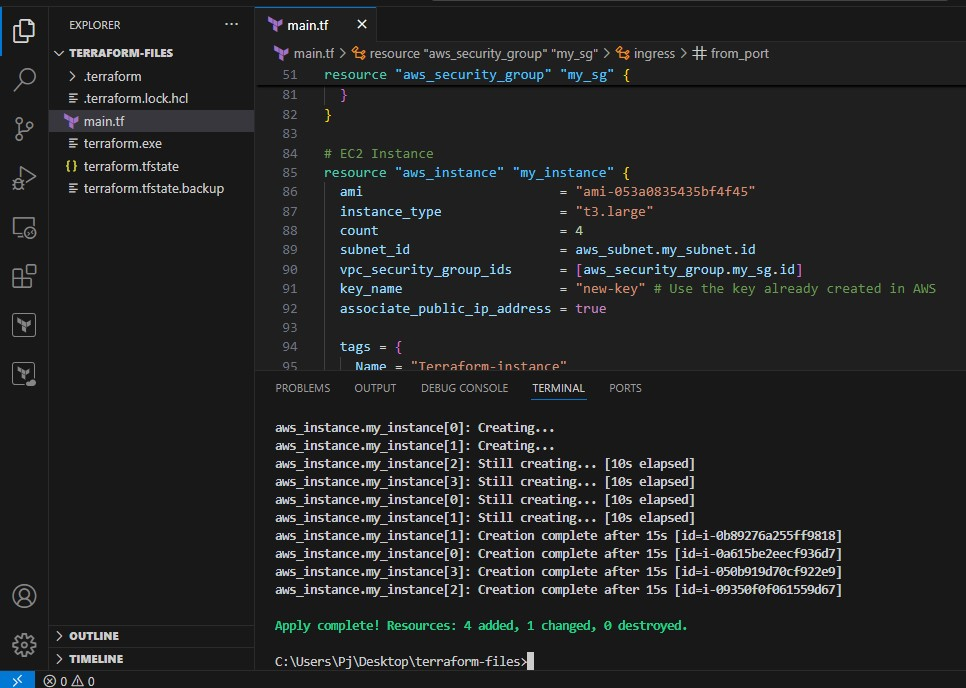 EXPLORER
···
main.tf
TERRAFORM-FILES
.terraform
.terraform.lock.hcl
main.tf
terraform.exe
{} terraform.tfstate
terraform.tfstate.backup
OUTLINE
TIMELINE
main.tf > resource "aws_security_group" "my_sg" > ingress > from_port
51 resource "aws_security_group" "my_sg" {
81 }
82 }
83
84 # EC2 Instance
85 resource "aws_instance" "my_instance" {
86 ami = "ami-053a0835435bf4f45"
87 instance_type = "t3.large"
88 count = 4
89 subnet_id = aws_subnet.my_subnet.id
90 vpc_security_group_ids = [aws_security_group.my_sg.id]
91 key_name = "new-key" # Use the key already created in AWS
92 associate_public_ip_address = true
93
94 tags = {
95 Name = "Terraform-instance"
PROBLEMS OUTPUT DEBUG CONSOLE TERMINAL PORTS
aws_instance.my_instance[0]: Creating...
aws_instance.my_instance[1]: Creating...
aws_instance.my_instance[2]: Still creating... [10s elapsed]
aws_instance.my_instance[3]: Still creating... [10s elapsed]
aws_instance.my_instance[0]: Still creating... [10s elapsed]
aws_instance.my_instance[1]: Still creating... [10s elapsed]
aws_instance.my_instance[1]: Creation complete after 15s [id=i-0b89276a255ff9818]
aws_instance.my_instance[0]: Creation complete after 15s [id=i-0a615be2eecf936d7]
aws_instance.my_instance[3]: Creation complete after 15s [id=i-050b919d70cf922e9]
aws_instance.my_instance[2]: Creation complete after 15s [id=i-09350f0f061559d67]
Apply complete! Resources: 4 added, 1 changed, 0 destroyed.
C:\Users\Pj\Desktop\terraform-files>
0 0